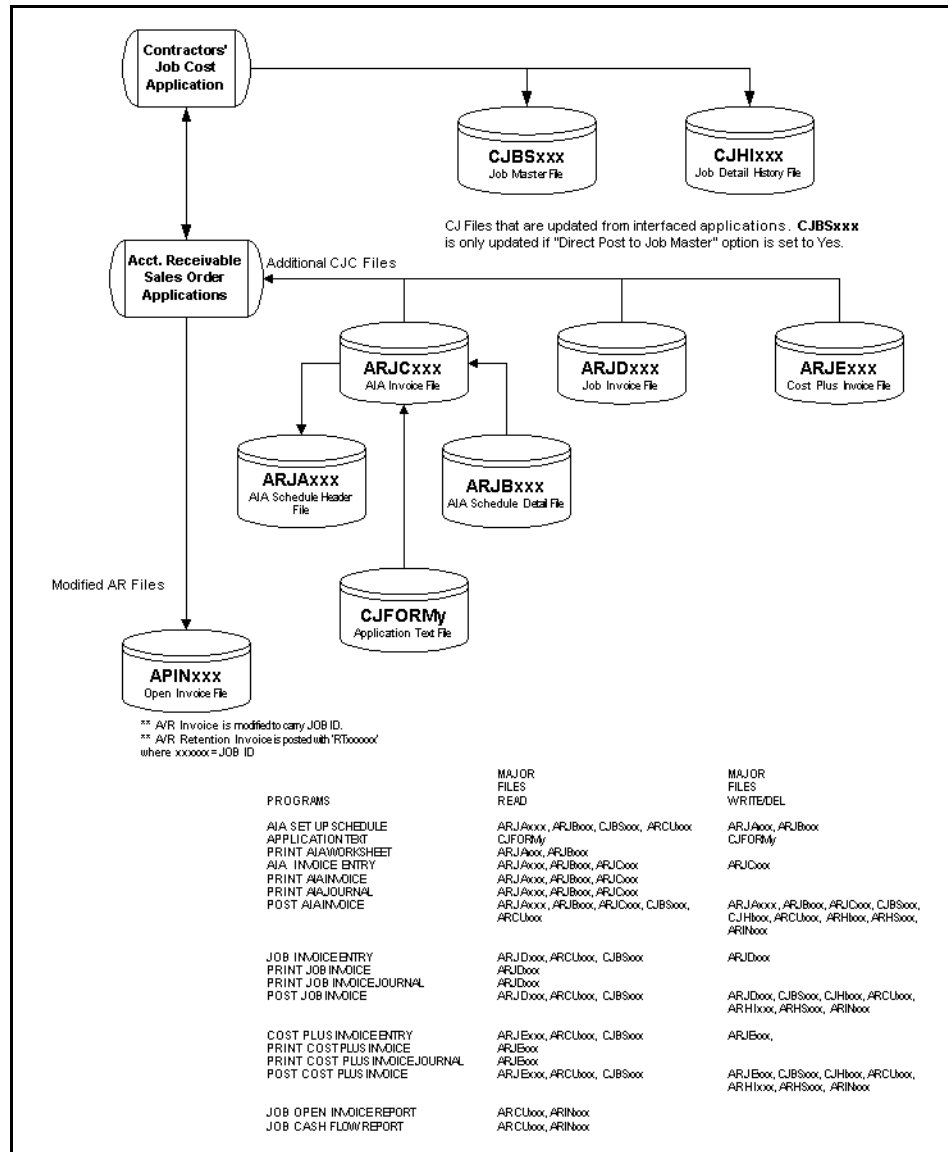 Contractors'
Job Cost
Application
CJBSxxx
Job Master File
CJHIxxx
Job Detail History File
CJ Files that are updated from interfaced applications. CJBSxxx
is only updated if "Direct Post to Job Master" option is set to Yes.
Acct. Receivable
Sales Order
Applications
Additional CJC Files
ARJCxxx
AIA Invoice File
ARJDxxx
Job Invoice File
ARJExxx
Cost Plus Invoice File
ARJAxxx
AIA Schedule Header
File
ARJBxxx
AIA Schedule Detail File
Modified AR Files
CJFORMy
Application Text File
APINxxx
Open Invoice File
** A/R Invoice is modified to carry JOB ID.
** A/R Retention Invoice is posted with 'RTxxxxxx'
where xxxxxx = JOB ID
PROGRAMS MAJOR FILES READ MAJOR FILES WRITE/DEL
AIA SET UP SCHEDULE ARJAxxx, ARJBxxx, CJBSxxx, ARCUxxx ARJAxxx, ARJBxxx
APPLICATION TEXT CJFORMy CJFORMy
PRINT AIA WORKSHEET ARJAxxx, ARJBxxx
AIA INVOICE ENTRY ARJAxxx, ARJBxxx, ARJCxxx ARJCxxx
PRINT AIA INVOICE ARJAxxx, ARJBxxx, ARJCxxx
PRINT AIA JOURNAL ARJAxxx, ARJBxxx, ARJCxxx
POST AIA INVOICE ARJAxxx, ARJBxxx, ARJCxxx, CJBSxxx, ARJAxxx, ARJBxxx, ARJCxxx, CJBSxxx,
ARCUxxx CJHIxxx, ARCUxxx, ARHIxxx, ARHSxxx,
ARINxxx
JOB INVOICE ENTRY ARJDxxx, ARCUxxx, CJBSxxx ARJDxxx
PRINT JOB INVOICE ARJDxxx
PRINT JOB INVOICE JOURNAL ARJDxxx
POST JOB INVOICE ARJDxxx, ARCUxxx, CJBSxxx ARJDxxx, CJBSxxx, CJHIxxx, ARCUxxx,
ARHIxxx, ARHSxxx, ARINxxx
COST PLUS INVOICE ENTRY ARJExxx, ARCUxxx, CJBSxxx ARJExxx,
PRINT COST PLUS INVOICE ARJExxx
PRINT COST PLUS INVOICE JOURNAL ARJExxx
POST COST PLUS INVOICE ARJExxx, ARCUxxx, CJBSxxx ARJExxx, CJBSxxx, CJHIxxx, ARCUxxx,
ARHIxxx, ARHSxxx, ARINxxx
JOB OPEN INVOICE REPORT ARCUxxx, ARINxxx
JOB CASH FLOW REPORT ARCUxxx, ARINxxx